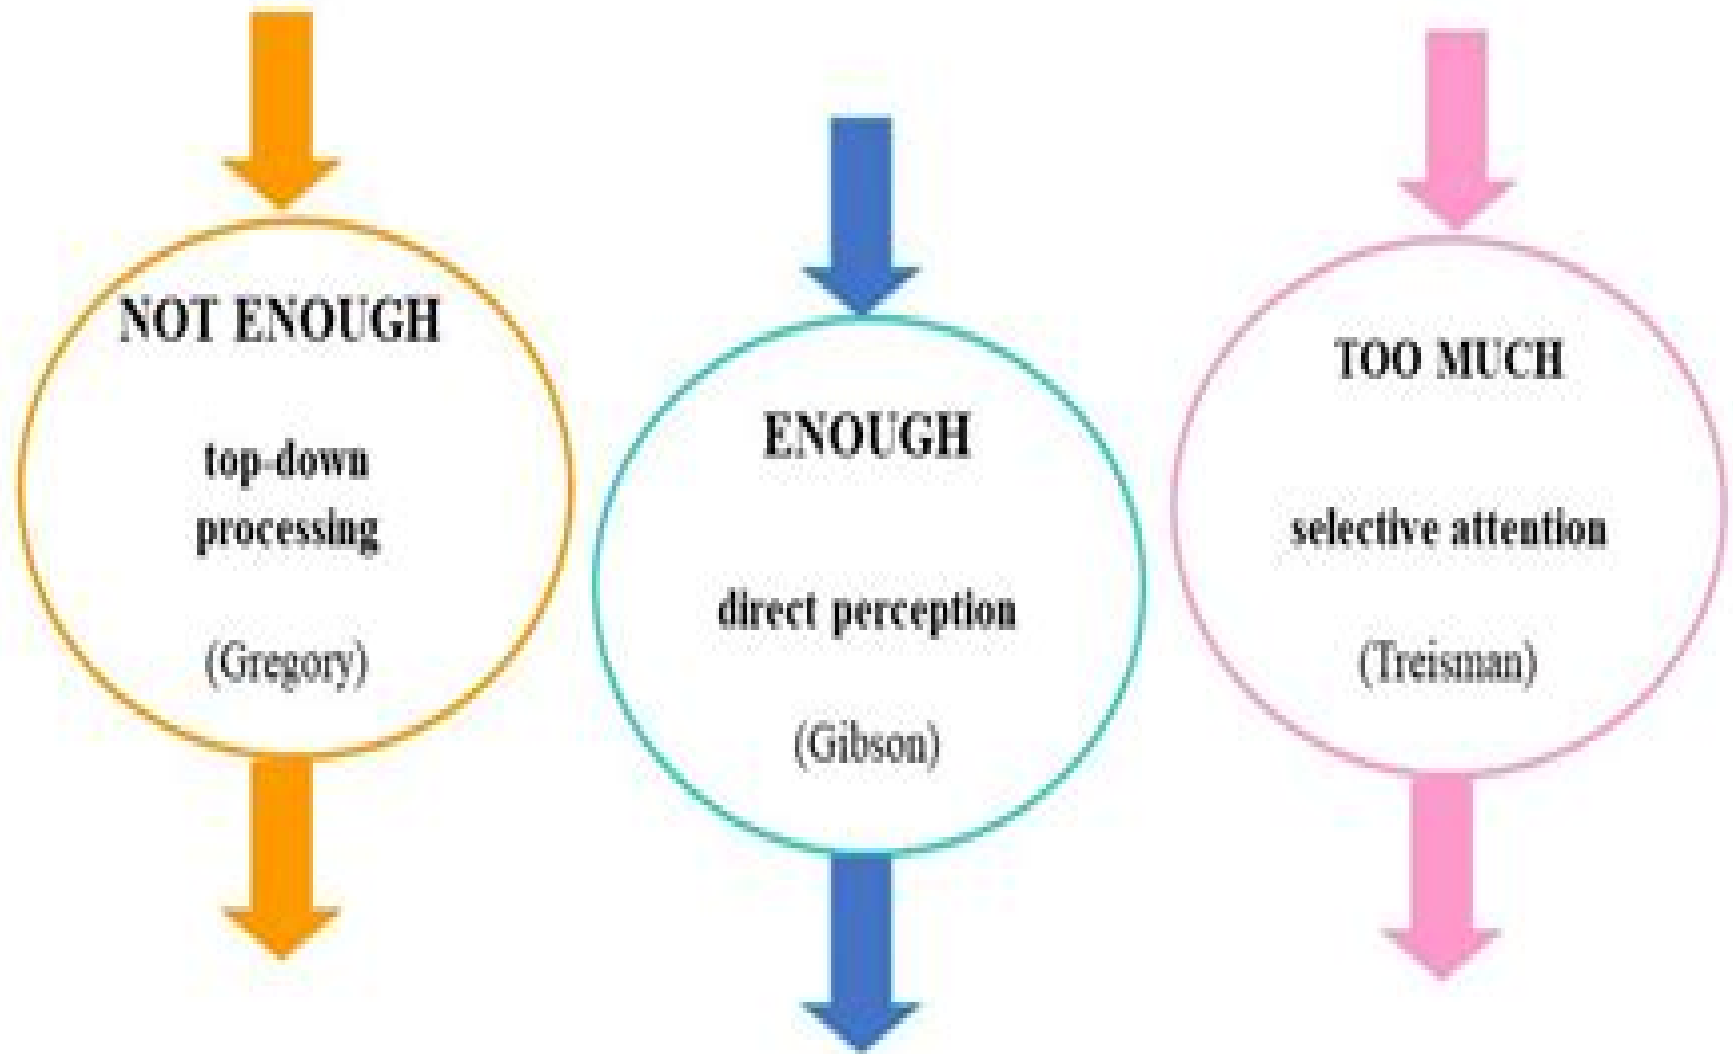 NOT ENOUGH
top-down
processing
(Gregory)
ENOUGH
direct perception
(Gibson)
TOO MUCH
selective attention
(Treisman)